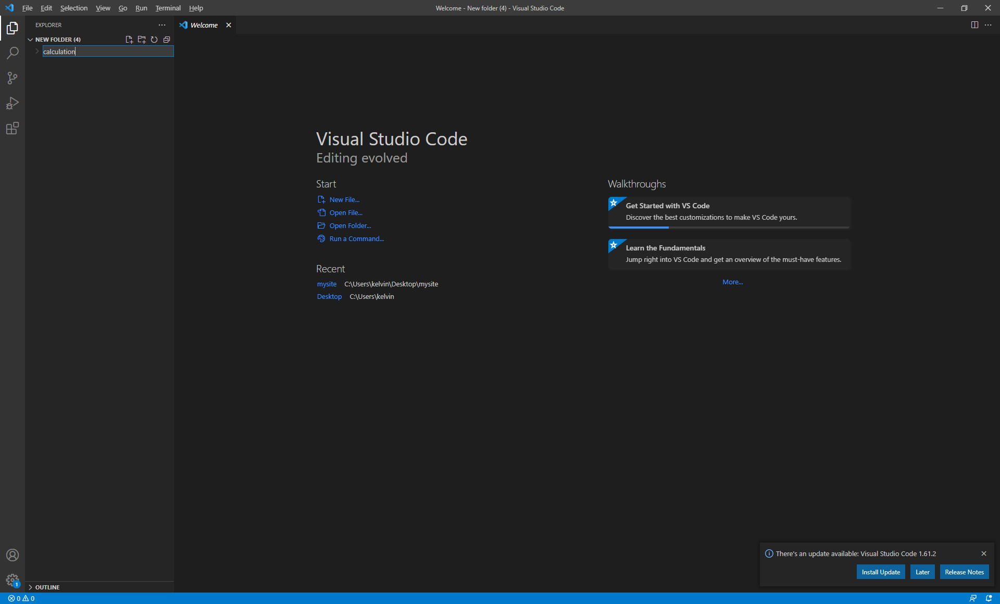 File Edit Selection View Go Run Terminal Help
Welcome - New folder (4) - Visual Studio Code
EXPLORER
Welcome
NEW FOLDER (4)
calculation
Visual Studio Code
Editing evolved
Start
New File...
Open File...
Open Folder...
Run a Command...
Recent
mysite C:\Users\kelvin\Desktop\mysite
Desktop C:\Users\kelvin
Walkthroughs
Get Started with VS Code
Discover the best customizations to make VS Code yours.
Learn the Fundamentals
Jump right into VS Code and get an overview of the must-have features.
More...
There's an update available: Visual Studio Code 1.61.2
Install Update Later Release Notes
1
OUTLINE
0 0